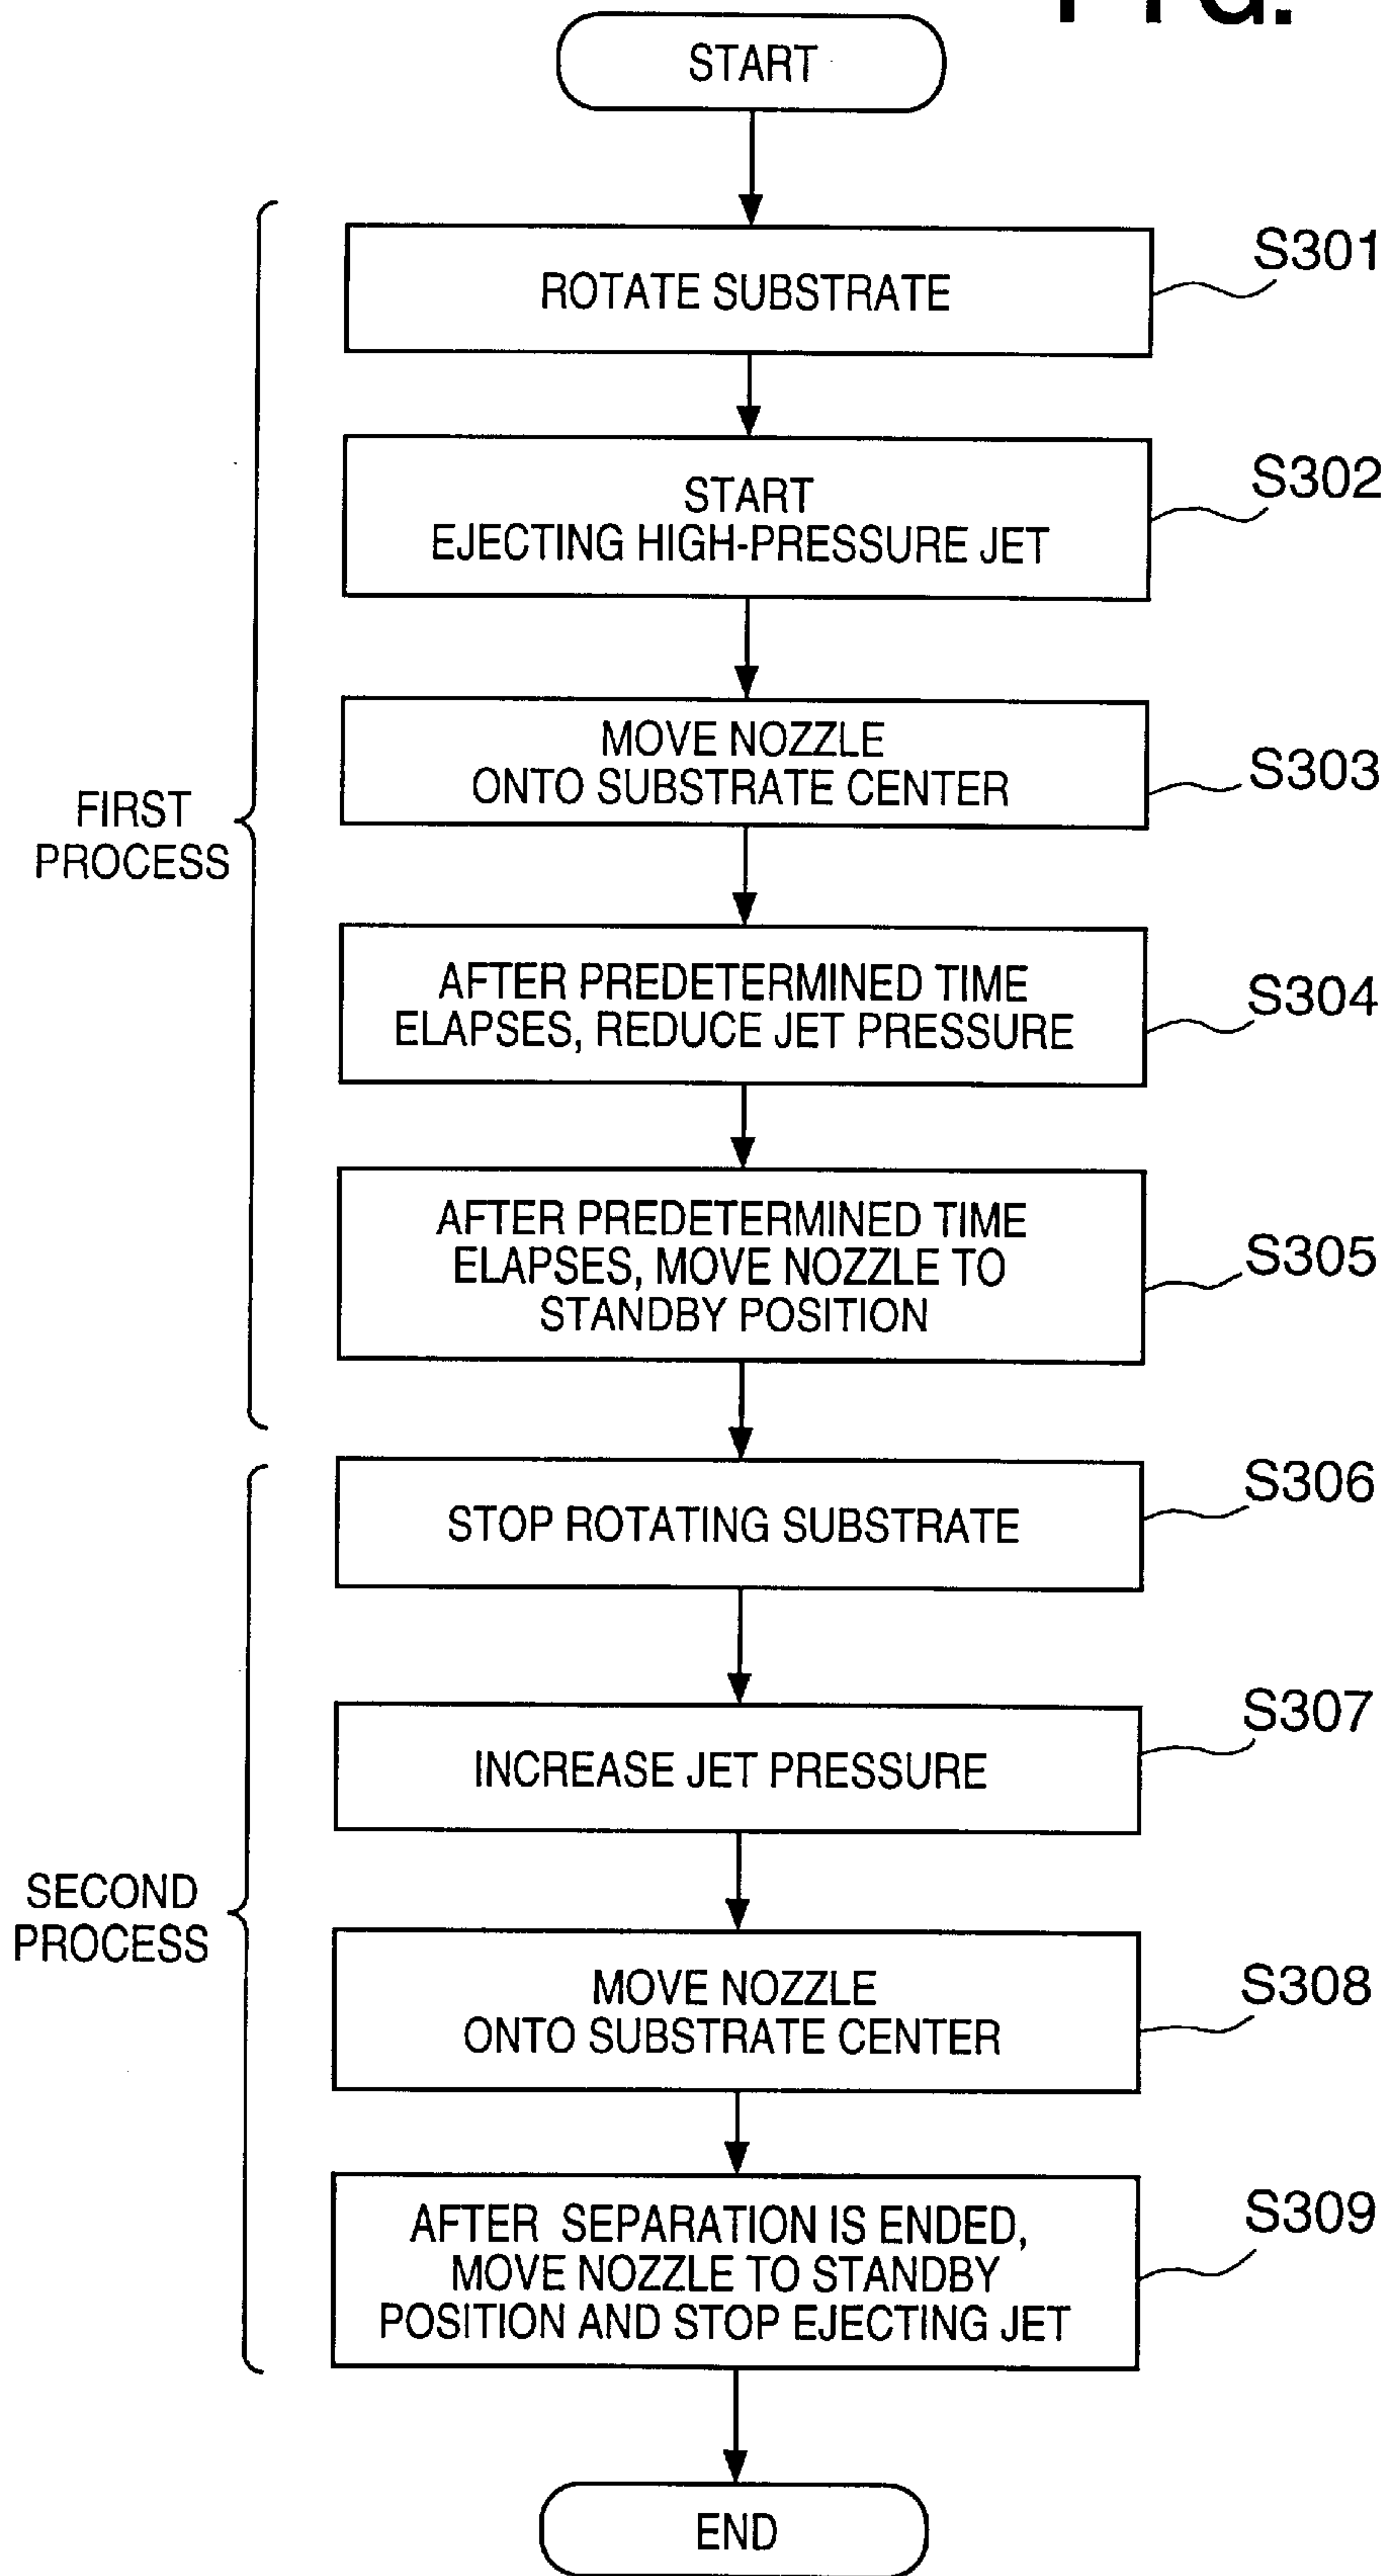 FIG.
START
ROTATE SUBSTRATE
S301
START
EJECTING HIGH-PRESSURE JET
S302
MOVE NOZZLE
ONTO SUBSTRATE CENTER
S303
FIRST
PROCESS
AFTER PREDETERMINED TIME
ELAPSES, REDUCE JET PRESSURE
S304
AFTER PREDETERMINED TIME
ELAPSES, MOVE NOZZLE TO
STANDBY POSITION
S305
STOP ROTATING SUBSTRATE
S306
INCREASE JET PRESSURE
S307
SECOND
PROCESS
MOVE NOZZLE
ONTO SUBSTRATE CENTER
S308
AFTER SEPARATION IS ENDED,
MOVE NOZZLE TO STANDBY
POSITION AND STOP EJECTING JET
S309
END